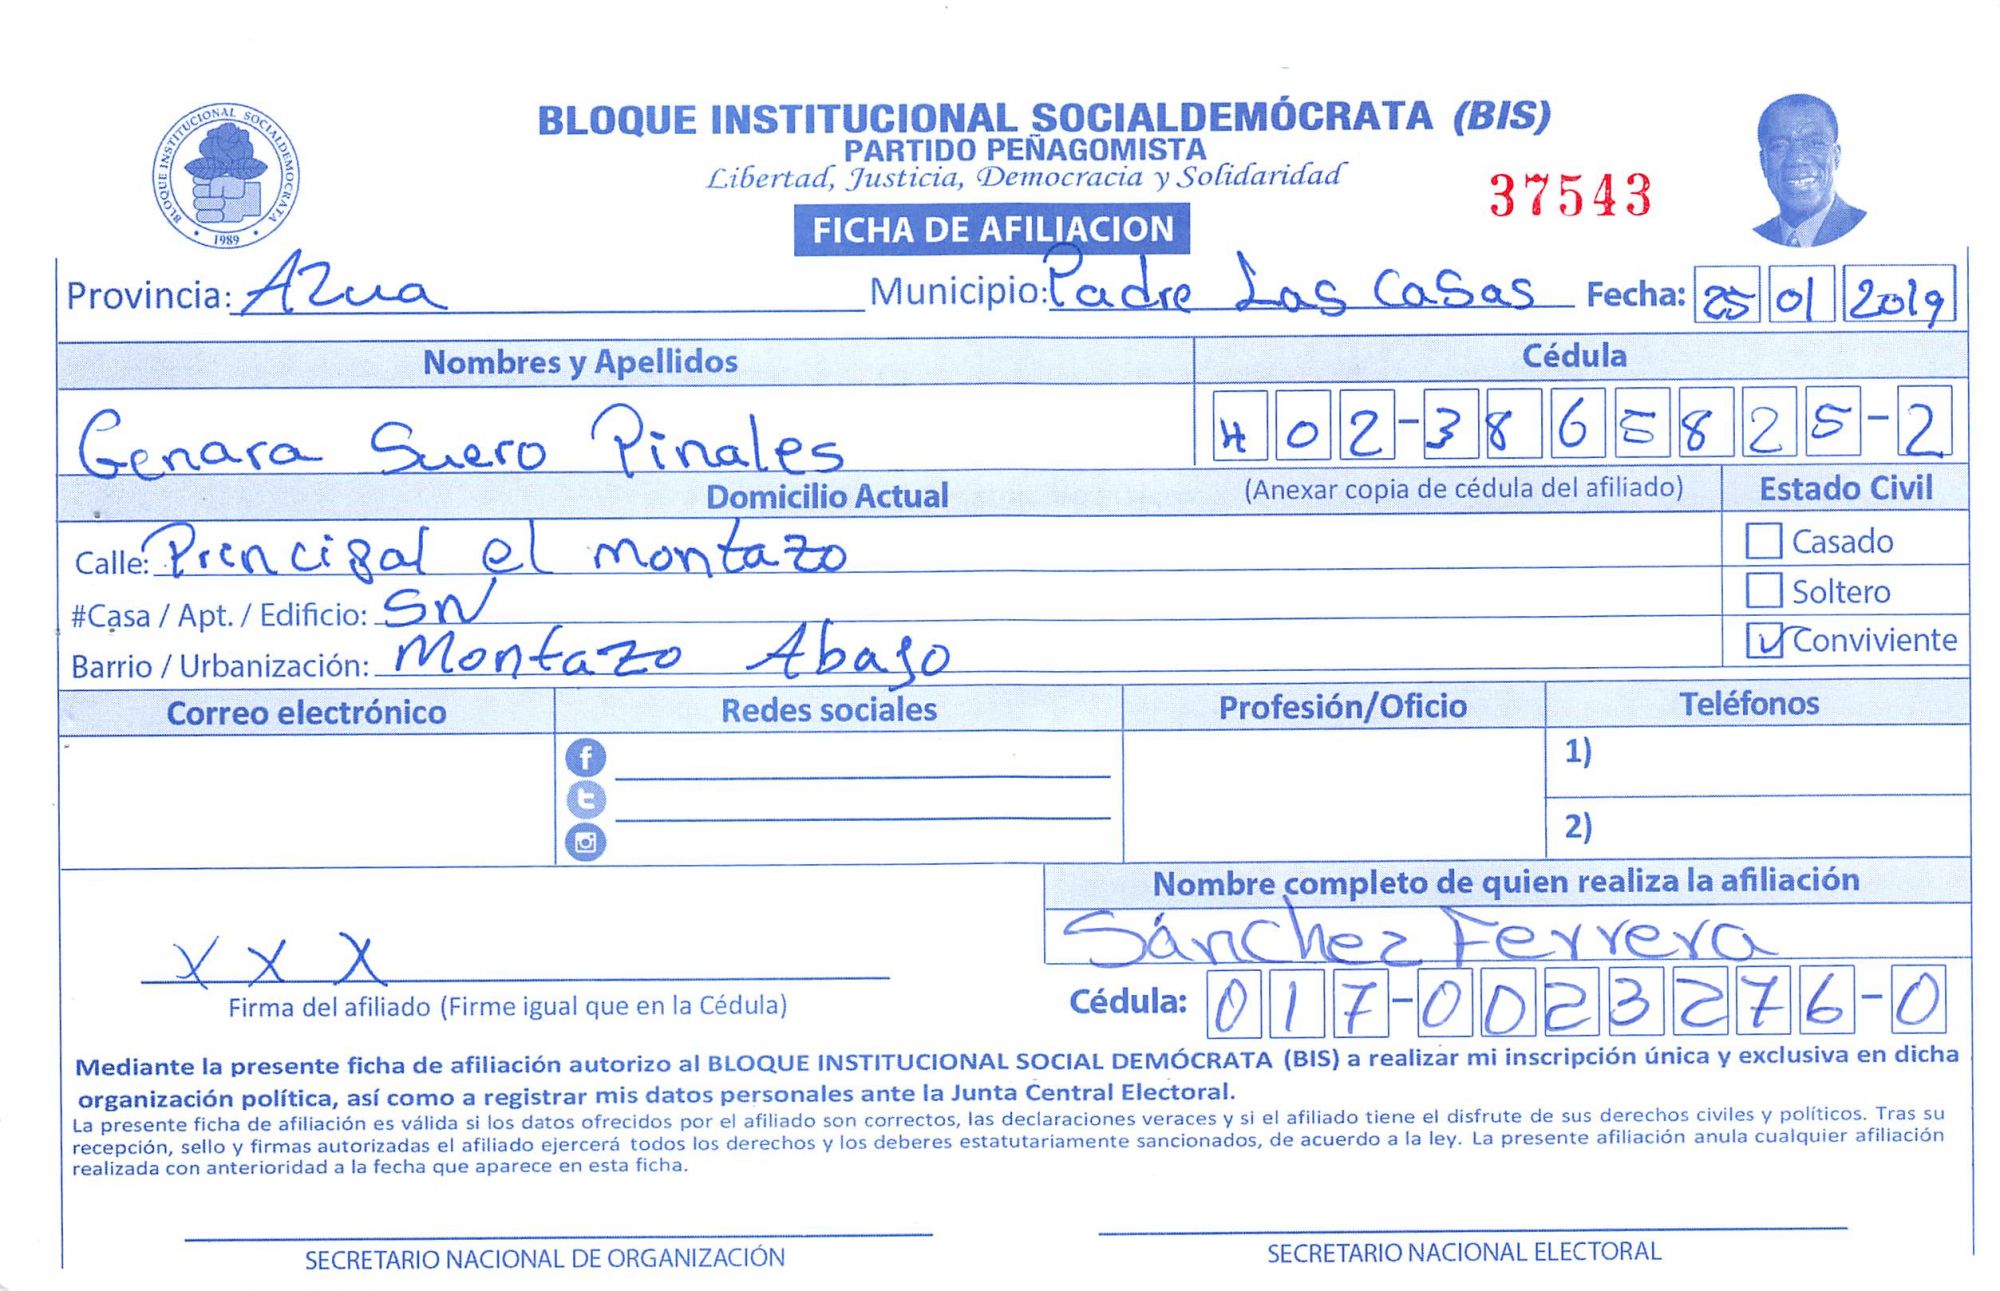 BLOQUE INSTITUCIONAL SOCIALDEMÓCRATA • 1989 •
BLOQUE INSTITUCIONAL SOCIALDEMÓCRATA (BIS)
PARTIDO PEÑAGOMISTA
Libertad, Justicia, Democracia y Solidaridad
37543
FICHA DE AFILIACION
Provincia: Azua Municipio: Padre Las Casas Fecha: 25 01 2019
Nombres y Apellidos Cédula
Genara Suero Pinales 402-3865825-2
Domicilio Actual (Anexar copia de cédula del afiliado) Estado Civil
Calle: Prencipal el montazo Casado
#Casa / Apt. / Edificio: SN Soltero
Barrio / Urbanización: Montazo Abajo Conviviente
Correo electrónico Redes sociales Profesión/Oficio Teléfonos
1)
2)
Nombre completo de quien realiza la afiliación
Sánchez Ferrera
X X X
Firma del afiliado (Firme igual que en la Cédula) Cédula: 017-0023276-0
Mediante la presente ficha de afiliación autorizo al BLOQUE INSTITUCIONAL SOCIAL DEMÓCRATA (BIS) a realizar mi inscripción única y exclusiva en dicha
organización política, así como a registrar mis datos personales ante la Junta Central Electoral.
La presente ficha de afiliación es válida si los datos ofrecidos por el afiliado son correctos, las declaraciones veraces y si el afiliado tiene el disfrute de sus derechos civiles y políticos. Tras su
recepción, sello y firmas autorizadas el afiliado ejercerá todos los derechos y los deberes estatutariamente sancionados, de acuerdo a la ley. La presente afiliación anula cualquier afiliación
realizada con anterioridad a la fecha que aparece en esta ficha.
SECRETARIO NACIONAL DE ORGANIZACIÓN SECRETARIO NACIONAL ELECTORAL